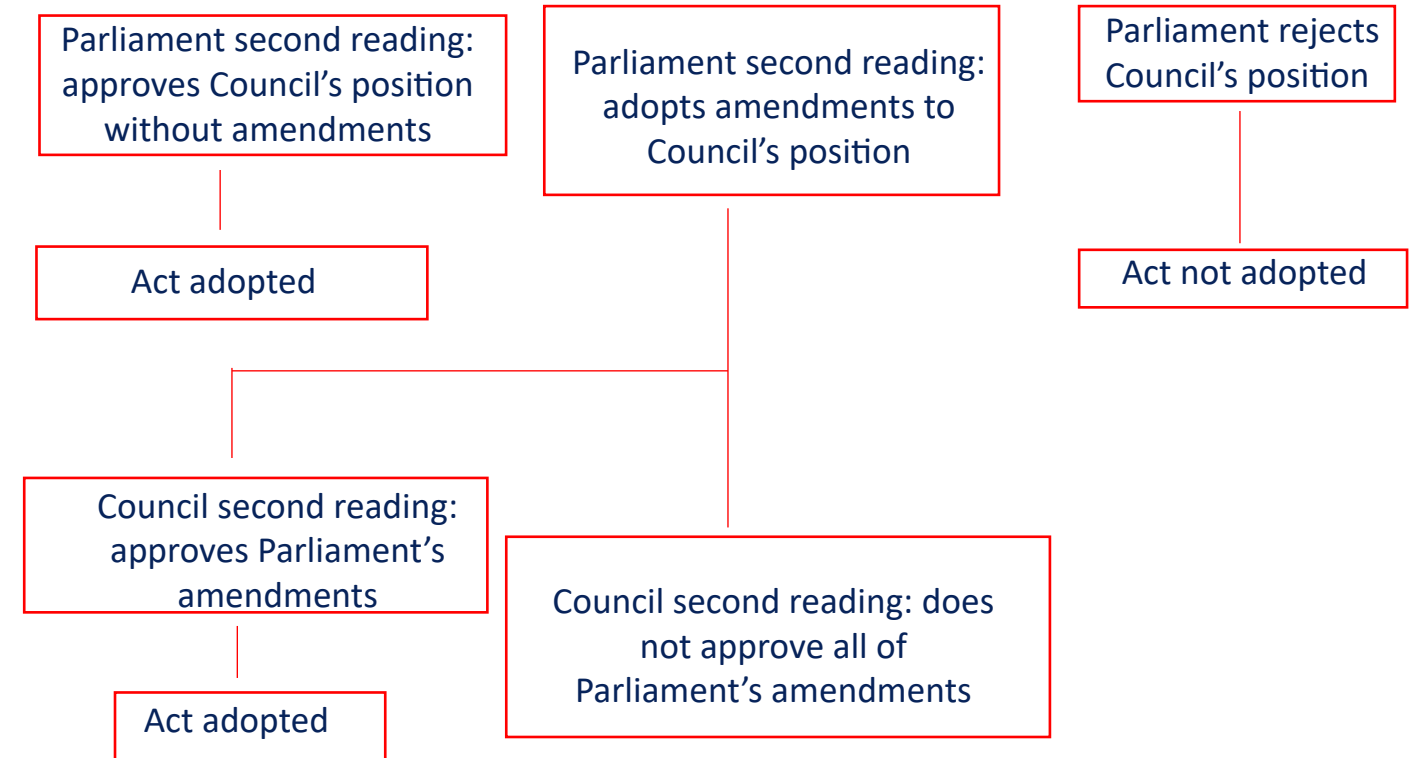 Parliament second reading:
approves Council’s position
without amendments
Parliament second reading:
adopts amendments to
Council’s position
Parliament rejects
Council’s position
Act adopted
Act not adopted
Council second reading:
approves Parliament’s
amendments
Council second reading: does
not approve all of
Parliament’s amendments
Act adopted